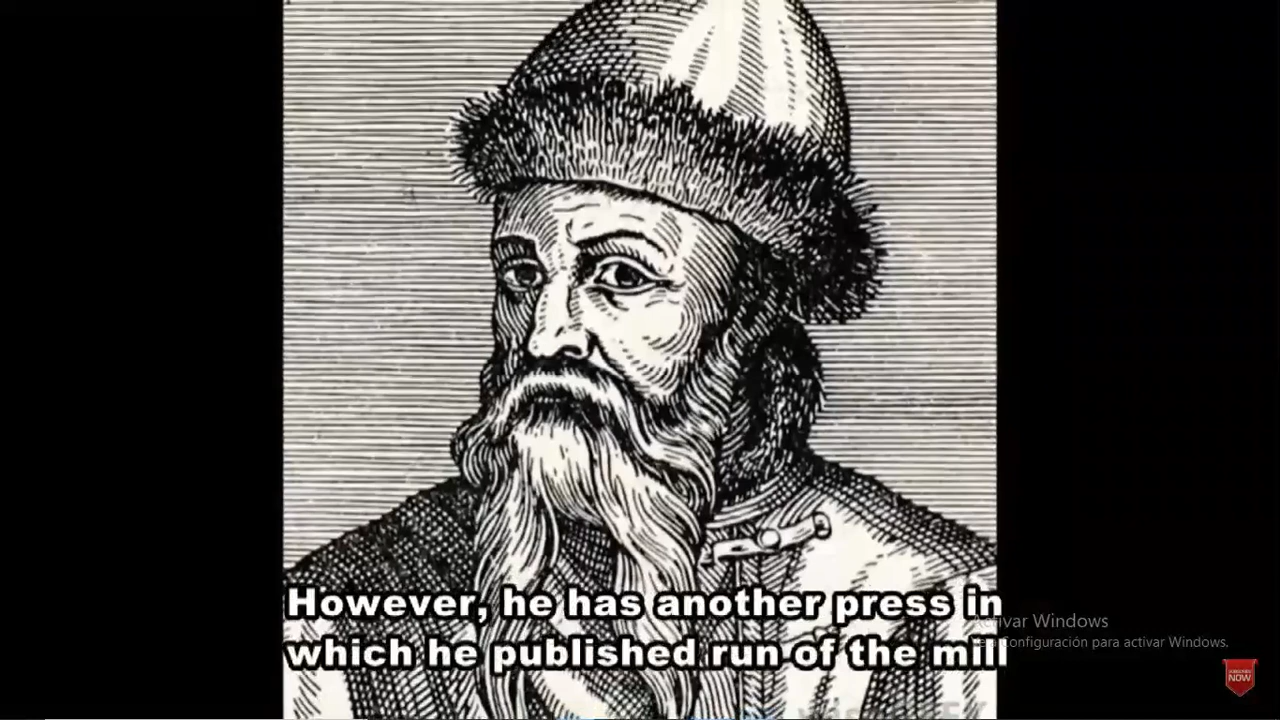 However, he has another press in
which he published run of the mill
Activar Windows
Ve a Configuración para activar Windows.
NOW